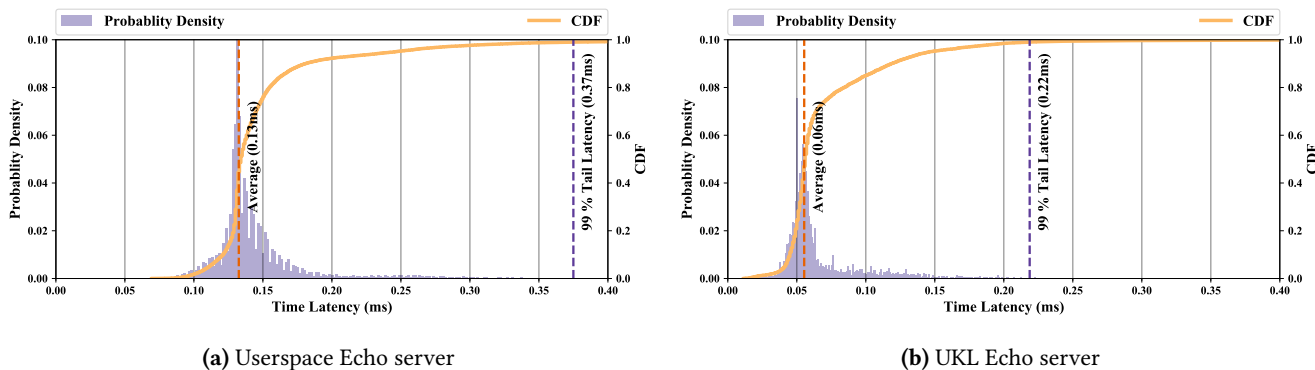 Probablity Density
CDF
0.10
0.08
0.06
0.04
0.02
0.00
Probablity Density
1.0
0.8
0.6
0.4
0.2
0.0
CDF
Average (0.13ms)
99 % Tail Latency (0.37ms)
0.00 0.05 0.10 0.15 0.20 0.25 0.30 0.35 0.40
Time Latency (ms)
(a) Userspace Echo server
Probablity Density
CDF
0.10
0.08
0.06
0.04
0.02
0.00
Probablity Density
1.0
0.8
0.6
0.4
0.2
0.0
CDF
Average (0.06ms)
99 % Tail Latency (0.22ms)
0.00 0.05 0.10 0.15 0.20 0.25 0.30 0.35 0.40
Time Latency (ms)
(b) UKL Echo server